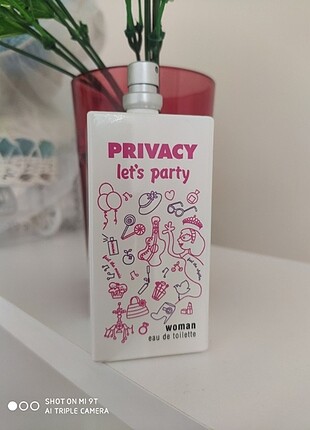 PRIVACY
let's party
woman
eau de toilette
SHOT ON MI 9T
AI TRIPLE CAMERA